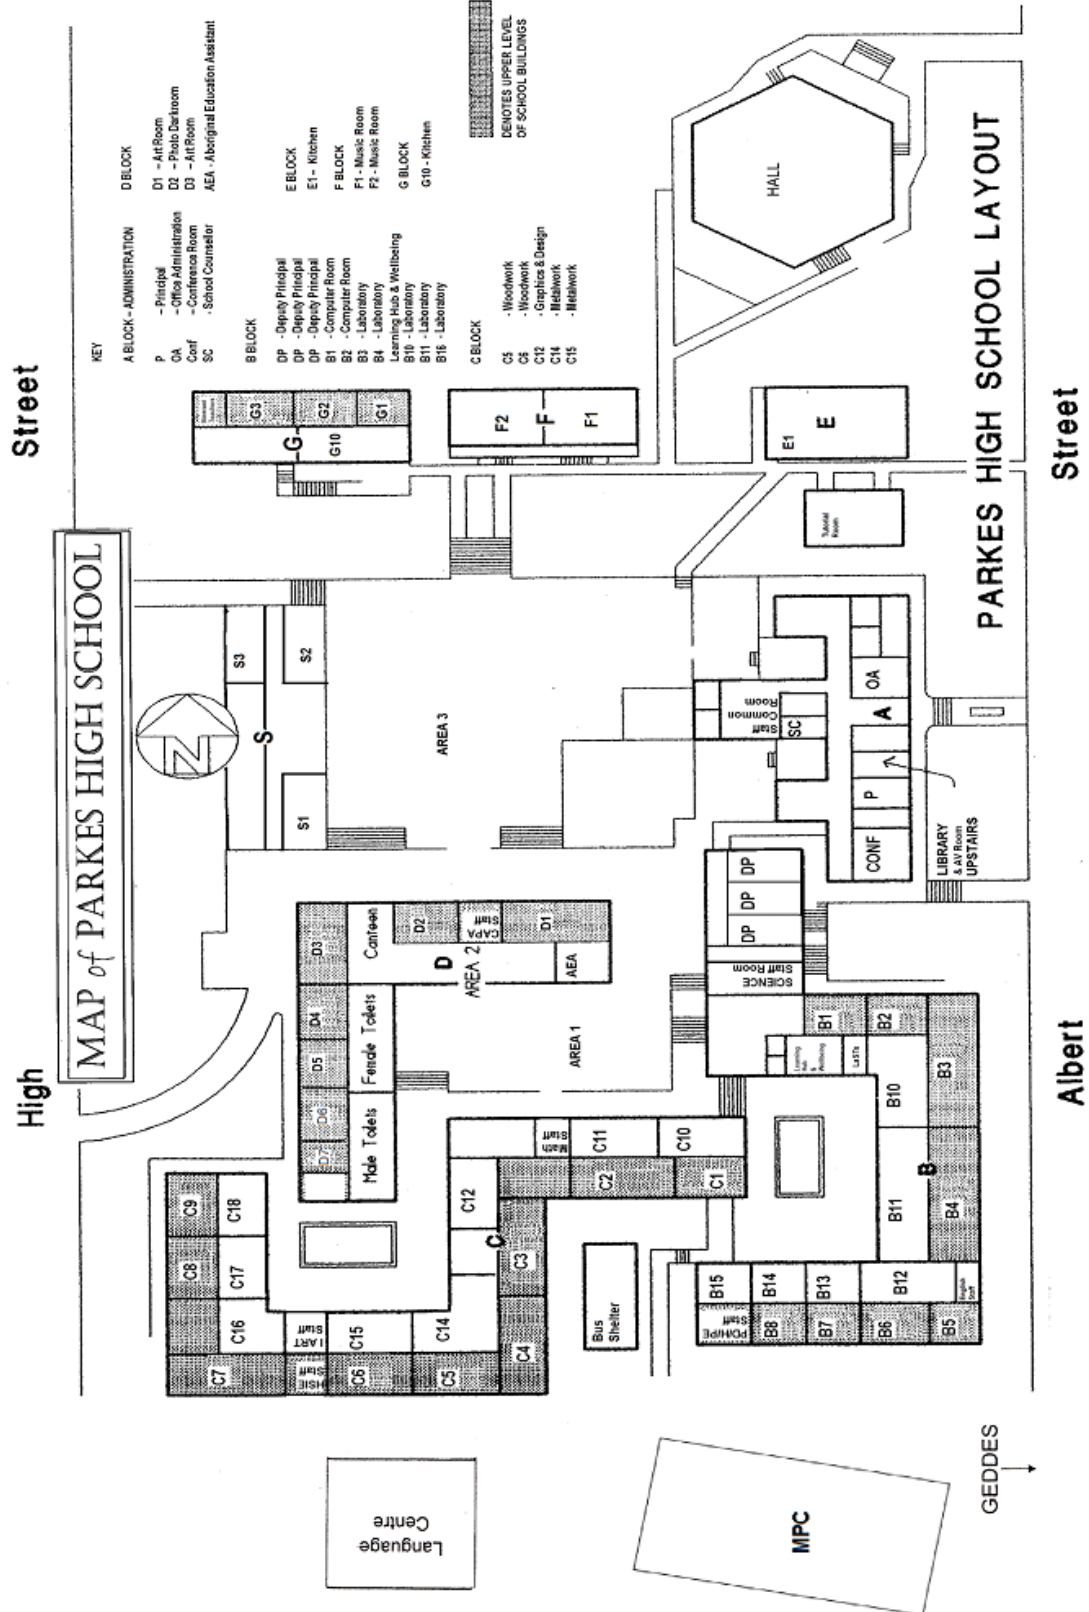 MAP of PARKES HIGH SCHOOL
High
Street
KEY
A BLOCK – ADMINISTRATION
P – Principal
OA – Office Administration
Conf – Conference Room
SC - School Counsellor
D BLOCK
D1 – Art Room
D2 – Photo Darkroom
D3 – Art Room
AEA - Aboriginal Education Assistant
B BLOCK
DP - Deputy Principal
DP - Deputy Principal
DP - Deputy Principal
B1 - Computer Room
B2 - Computer Room
B3 - Laboratory
B4 - Laboratory
Learning Hub & Wellbeing
B10 - Laboratory
B11 - Laboratory
B16 - Laboratory
E BLOCK
E1 – Kitchen
F BLOCK
F1 - Music Room
F2 - Music Room
G BLOCK
G10 - Kitchen
C BLOCK
C5 - Woodwork
C6 - Woodwork
C12 - Graphics & Design
C14 - Metalwork
C15 - Metalwork
DENOTES UPPER LEVEL
OF SCHOOL BUILDINGS
N
G3
G2
G1
G
G10
F2
F
F1
HALL
E1
E
Tutorial
Room
S3
S2
S
S1
AREA 3
Staff
Common
Room
SC
OA
A
P
CONF
LIBRARY
& AV Room
UPSTAIRS
DP
DP
DP
SCIENCE
Staff Room
D3
Canteen
D2
CAPA
Staff
D1
D
AREA 2
AEA
D4
D5
D6
D7
Female Toilets
Male Toilets
AREA 1
B1
B2
B3
Learning
Hub
&
Wellbeing
LaSTs
B10
B11
B
B4
C9
C18
C8
C17
C16
C7
IART
Staff
HSIE
Staff
C15
C6
C14
C5
C12
C
C3
C4
Math
Staff
C11
C10
C2
C1
Bus
Shelter
B15
B14
B13
B12
English
Staff
PD/H/PE
Staff
B8
B7
B6
B5
Language
Centre
MPC
GEDDES
PARKES HIGH SCHOOL LAYOUT
Albert
Street